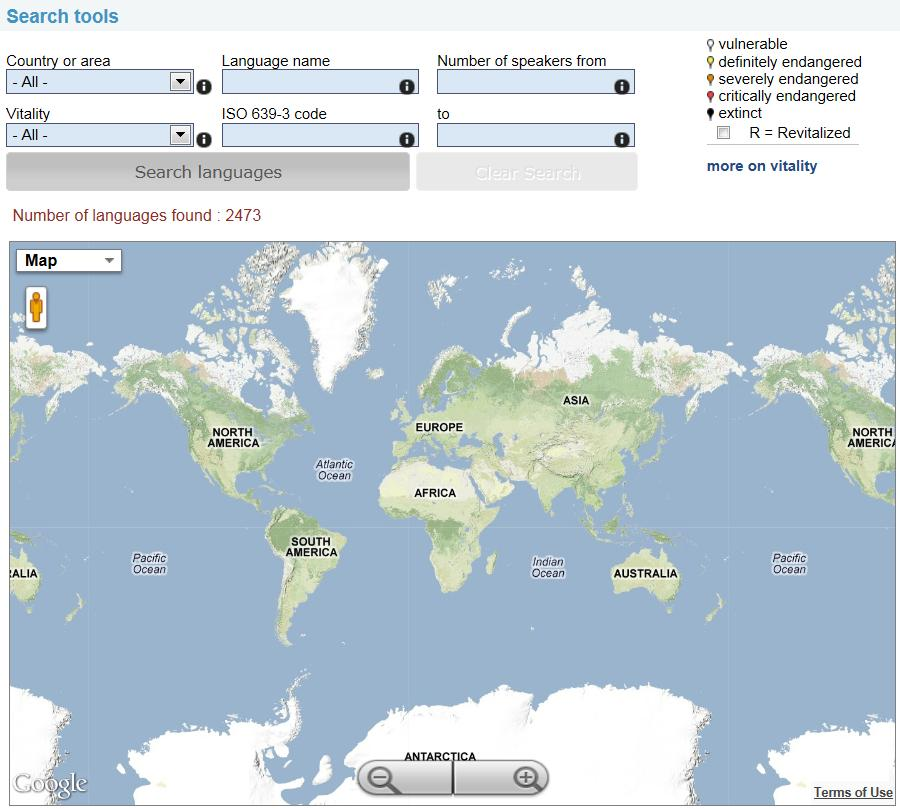 Search tools
Country or area
Language name
Number of speakers from
- All -
Vitality
ISO 639-3 code
to
- All -
Search languages
Clear Search
vulnerable
definitely endangered
severely endangered
critically endangered
extinct
R = Revitalized
more on vitality
Number of languages found : 2473
Map
ASIA
EUROPE
NORTH
AMERICA
NORTH
AMERICA
Atlantic
Ocean
AFRICA
SOUTH
AMERICA
Pacific
Ocean
Indian
Ocean
Pacific
Ocean
RALIA
AUSTRALIA
ANTARCTICA
Google
Terms of Use